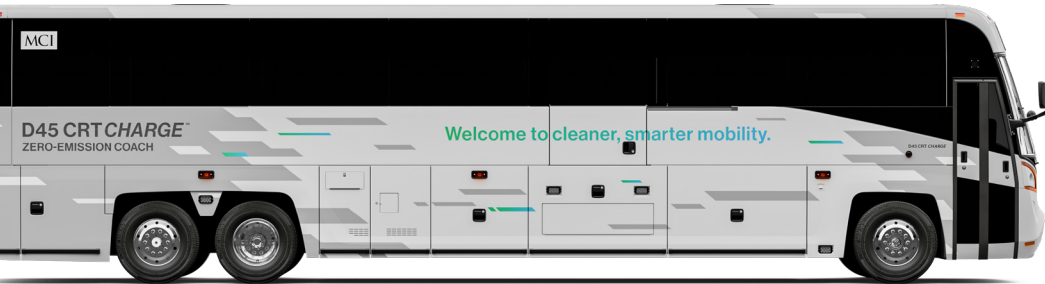 MCI
D45 CRT CHARGE™
ZERO-EMISSION COACH
Welcome to cleaner, smarter mobility.
D45 CRT CHARGE